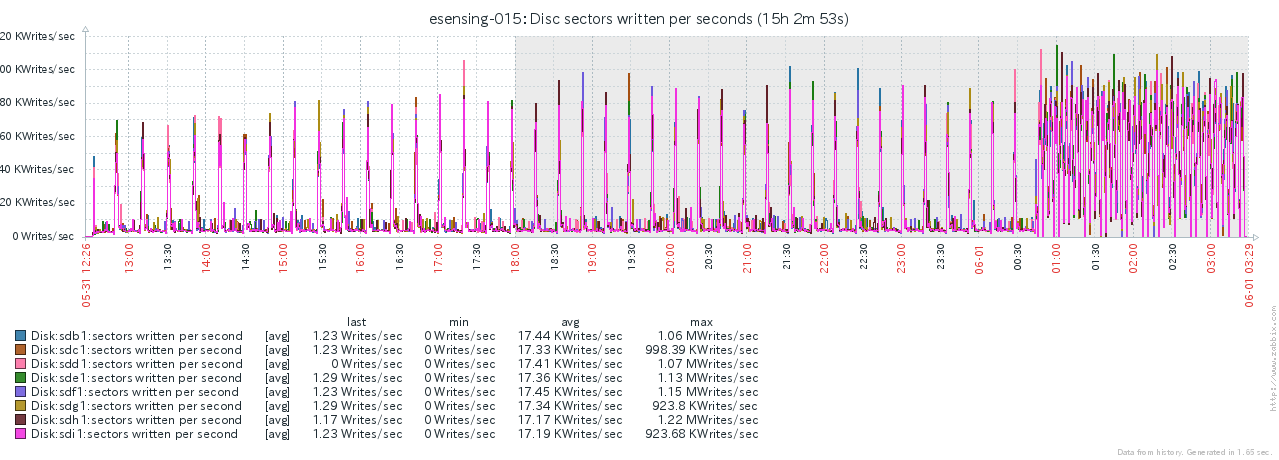 esensing-015: Disc sectors written per seconds (15h 2m 53s)
20 KWrites/sec
00 KWrites/sec
80 KWrites/sec
60 KWrites/sec
40 KWrites/sec
20 KWrites/sec
0 Writes/sec
05-31 12:26 13:00 13:30 14:00 14:30 15:00 15:30 16:00 16:30 17:00 17:30 18:00 18:30 19:00 19:30 20:00 20:30 21:00 21:30 22:00 22:30 23:00 23:30 06-01 00:30 01:00 01:30 02:00 02:30 03:00 06-01 03:29
last min avg max
Disk:sdb1:sectors written per second [avg] 1.23 Writes/sec 0 Writes/sec 17.44 KWrites/sec 1.06 MWrites/sec
Disk:sdc1:sectors written per second [avg] 1.23 Writes/sec 0 Writes/sec 17.33 KWrites/sec 998.39 KWrites/sec
Disk:sdd1:sectors written per second [avg] 0 Writes/sec 0 Writes/sec 17.41 KWrites/sec 1.07 MWrites/sec
Disk:sde1:sectors written per second [avg] 1.29 Writes/sec 0 Writes/sec 17.36 KWrites/sec 1.13 MWrites/sec
Disk:sdf1:sectors written per second [avg] 1.23 Writes/sec 0 Writes/sec 17.45 KWrites/sec 1.15 MWrites/sec
Disk:sdg1:sectors written per second [avg] 1.29 Writes/sec 0 Writes/sec 17.34 KWrites/sec 923.8 KWrites/sec
Disk:sdh1:sectors written per second [avg] 1.17 Writes/sec 0 Writes/sec 17.17 KWrites/sec 1.22 MWrites/sec
Disk:sdi1:sectors written per second [avg] 1.23 Writes/sec 0 Writes/sec 17.19 KWrites/sec 923.68 KWrites/sec
http://www.zabbix.com
Data from history. Generated in 1.65 sec.